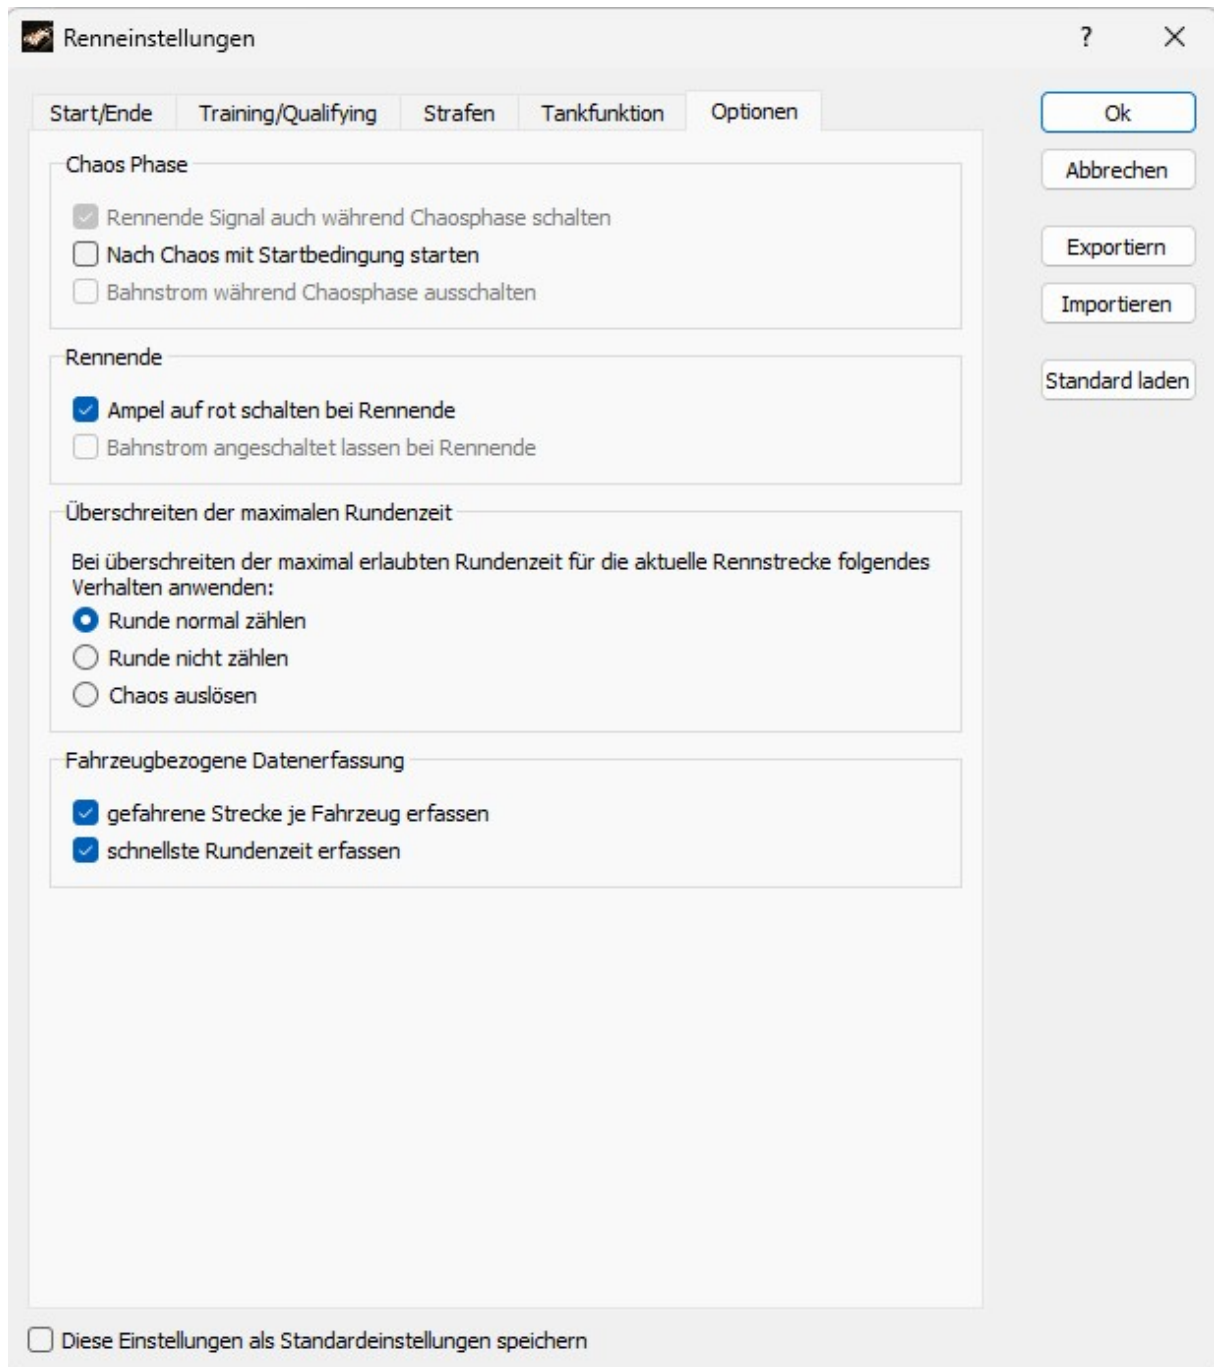 Renneinstellungen
?
Start/Ende
Training/Qualifying
Strafen
Tankfunktion
Optionen
Ok
Abbrechen
Exportiern
Importieren
Standard laden
Chaos Phase
Rennende Signal auch während Chaosphase schalten
Nach Chaos mit Startbedingung starten
Bahnstrom während Chaosphase ausschalten
Rennende
Ampel auf rot schalten bei Rennende
Bahnstrom angeschaltet lassen bei Rennende
Überschreiten der maximalen Rundenzeit
Bei überschreiten der maximal erlaubten Rundenzeit für die aktuelle Rennstrecke folgendes
Verhalten anwenden:
Runde normal zählen
Runde nicht zählen
Chaos auslösen
Fahrzeugbezogene Datenerfassung
gefahrene Strecke je Fahrzeug erfassen
schnellste Rundenzeit erfassen
Diese Einstellungen als Standardeinstellungen speichern